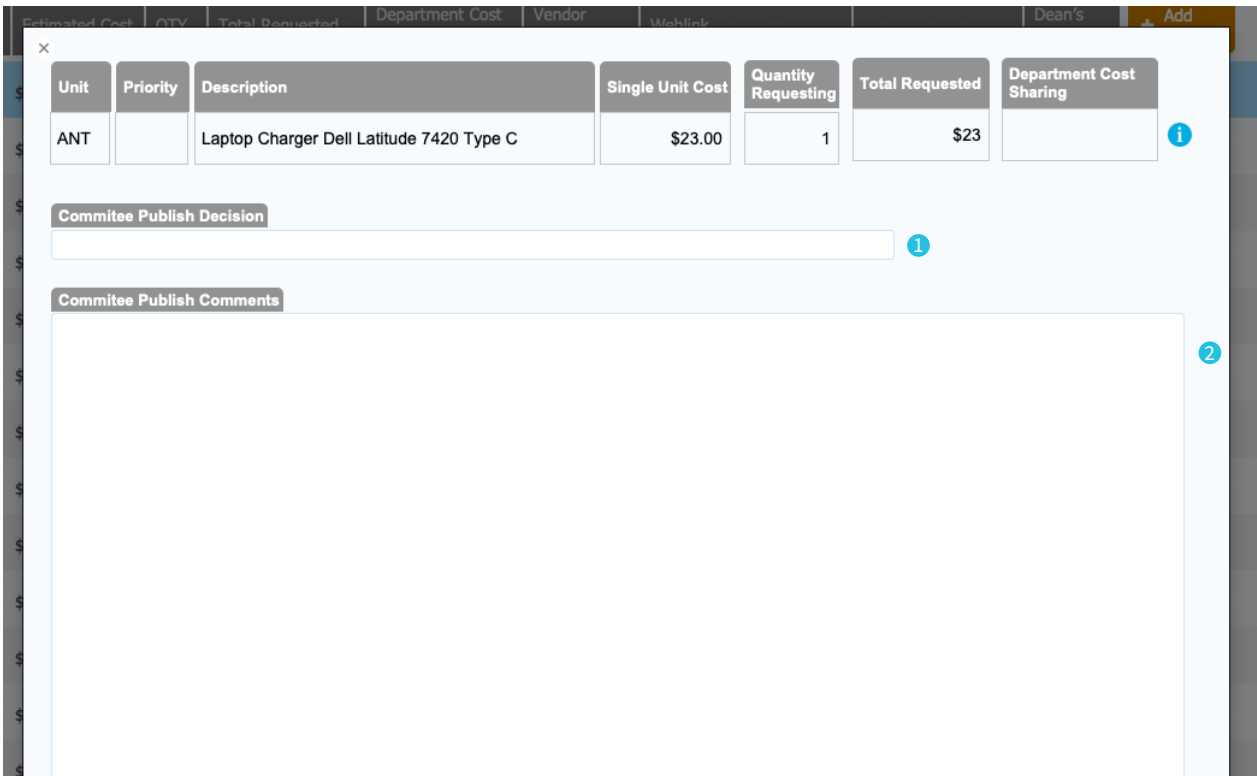 Estimated Cost QTY Total Requested Department Cost Vendor Weblink Dean's Add
×
Unit Priority Description Single Unit Cost Quantity Requesting Total Requested Department Cost Sharing
ANT Laptop Charger Dell Latitude 7420 Type C $23.00 1 $23
i
Commitee Publish Decision
1
Commitee Publish Comments
2
$
$
$
$
$
$
$
$
$
$
$
$
$